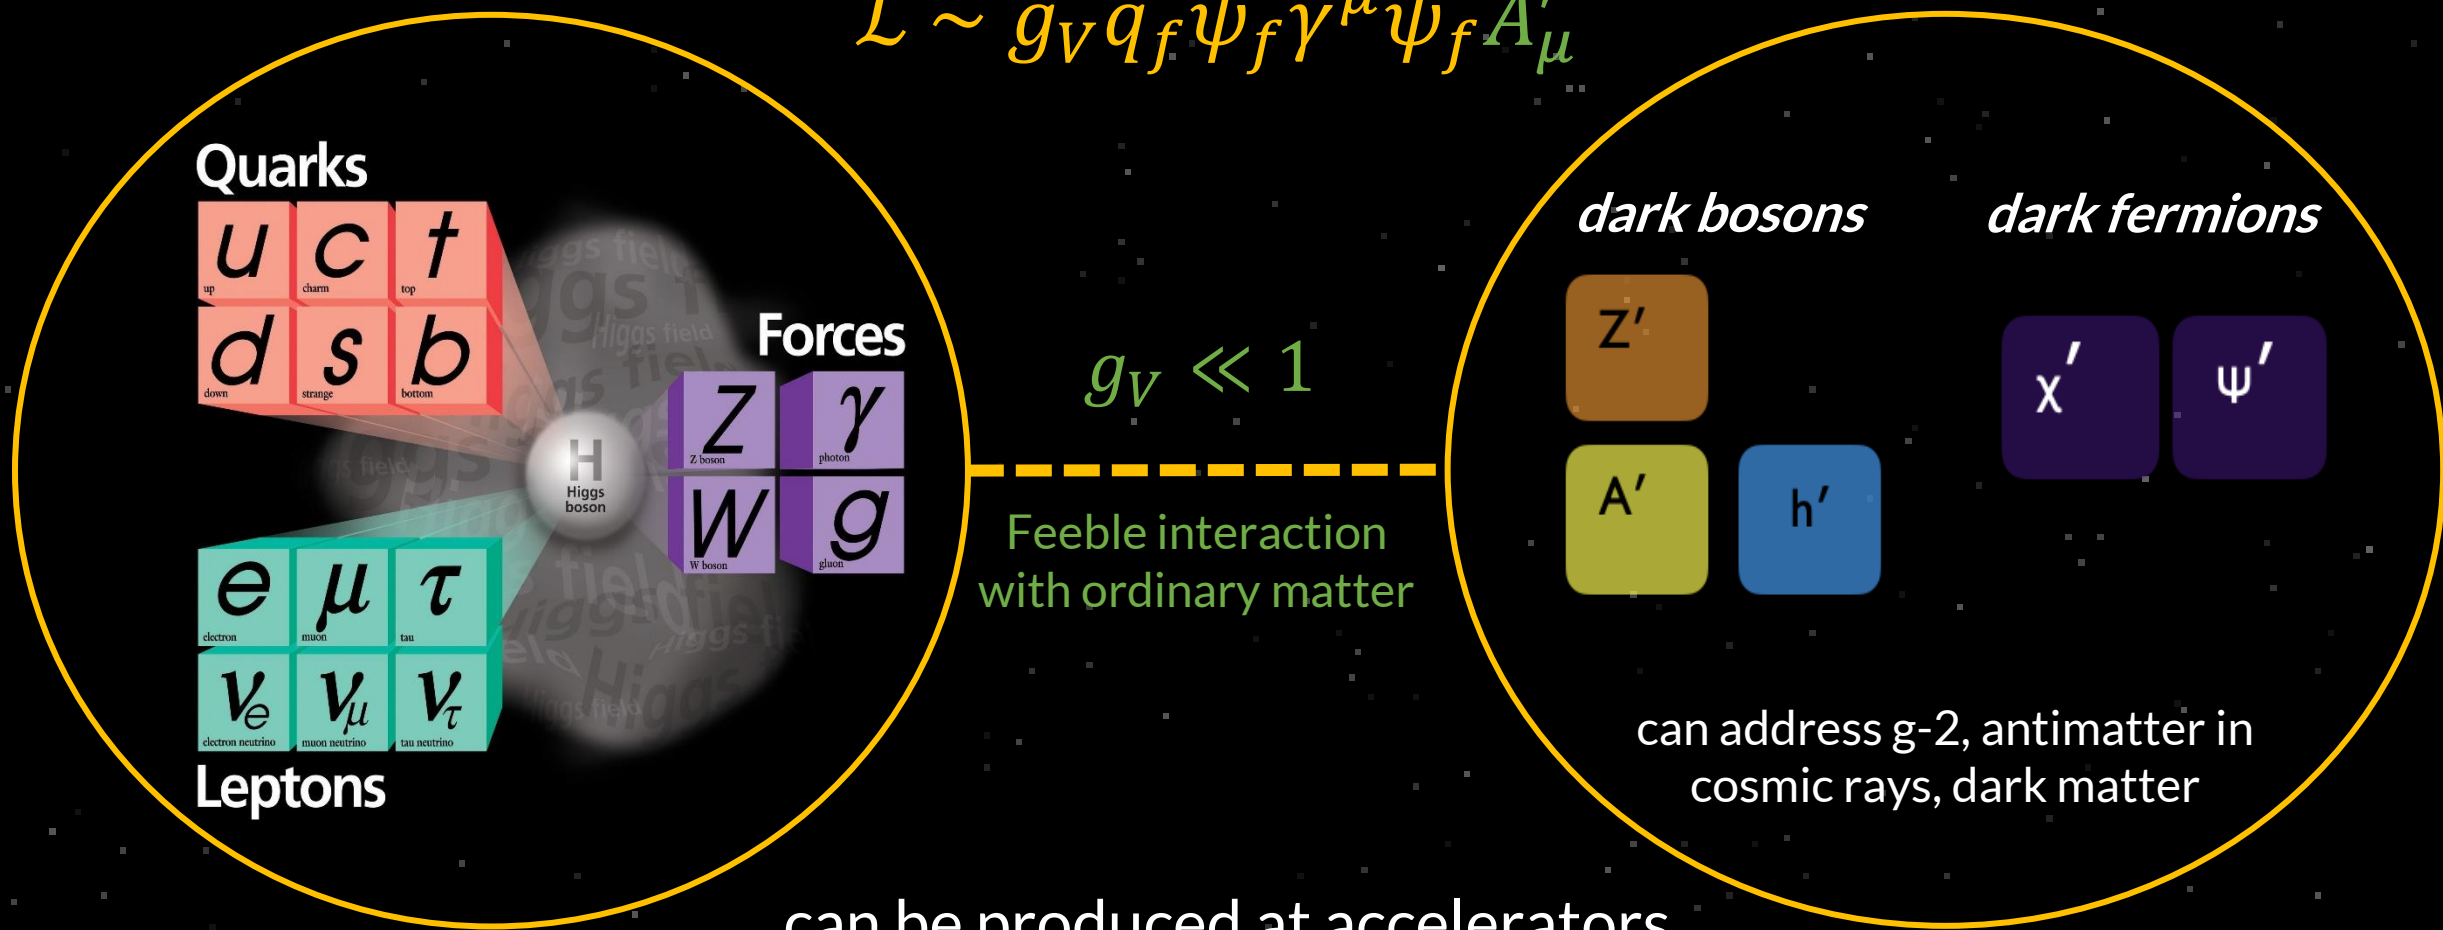 ℒ ~ g_V q_f ψ_f γ^μ ψ_f A′_μ
Quarks
u
up
c
charm
t
top
d
down
s
strange
b
bottom
Forces
Z
Z boson
γ
photon
W
W boson
g
gluon
H
Higgs
boson
Higgs field
e
electron
μ
muon
τ
tau
ν_e
electron neutrino
ν_μ
muon neutrino
ν_τ
tau neutrino
Leptons
g_V ≪ 1
Feeble interaction
with ordinary matter
dark bosons
dark fermions
Z′
A′
h′
χ′
ψ′
can address g-2, antimatter in
cosmic rays, dark matter
can be produced at accelerators